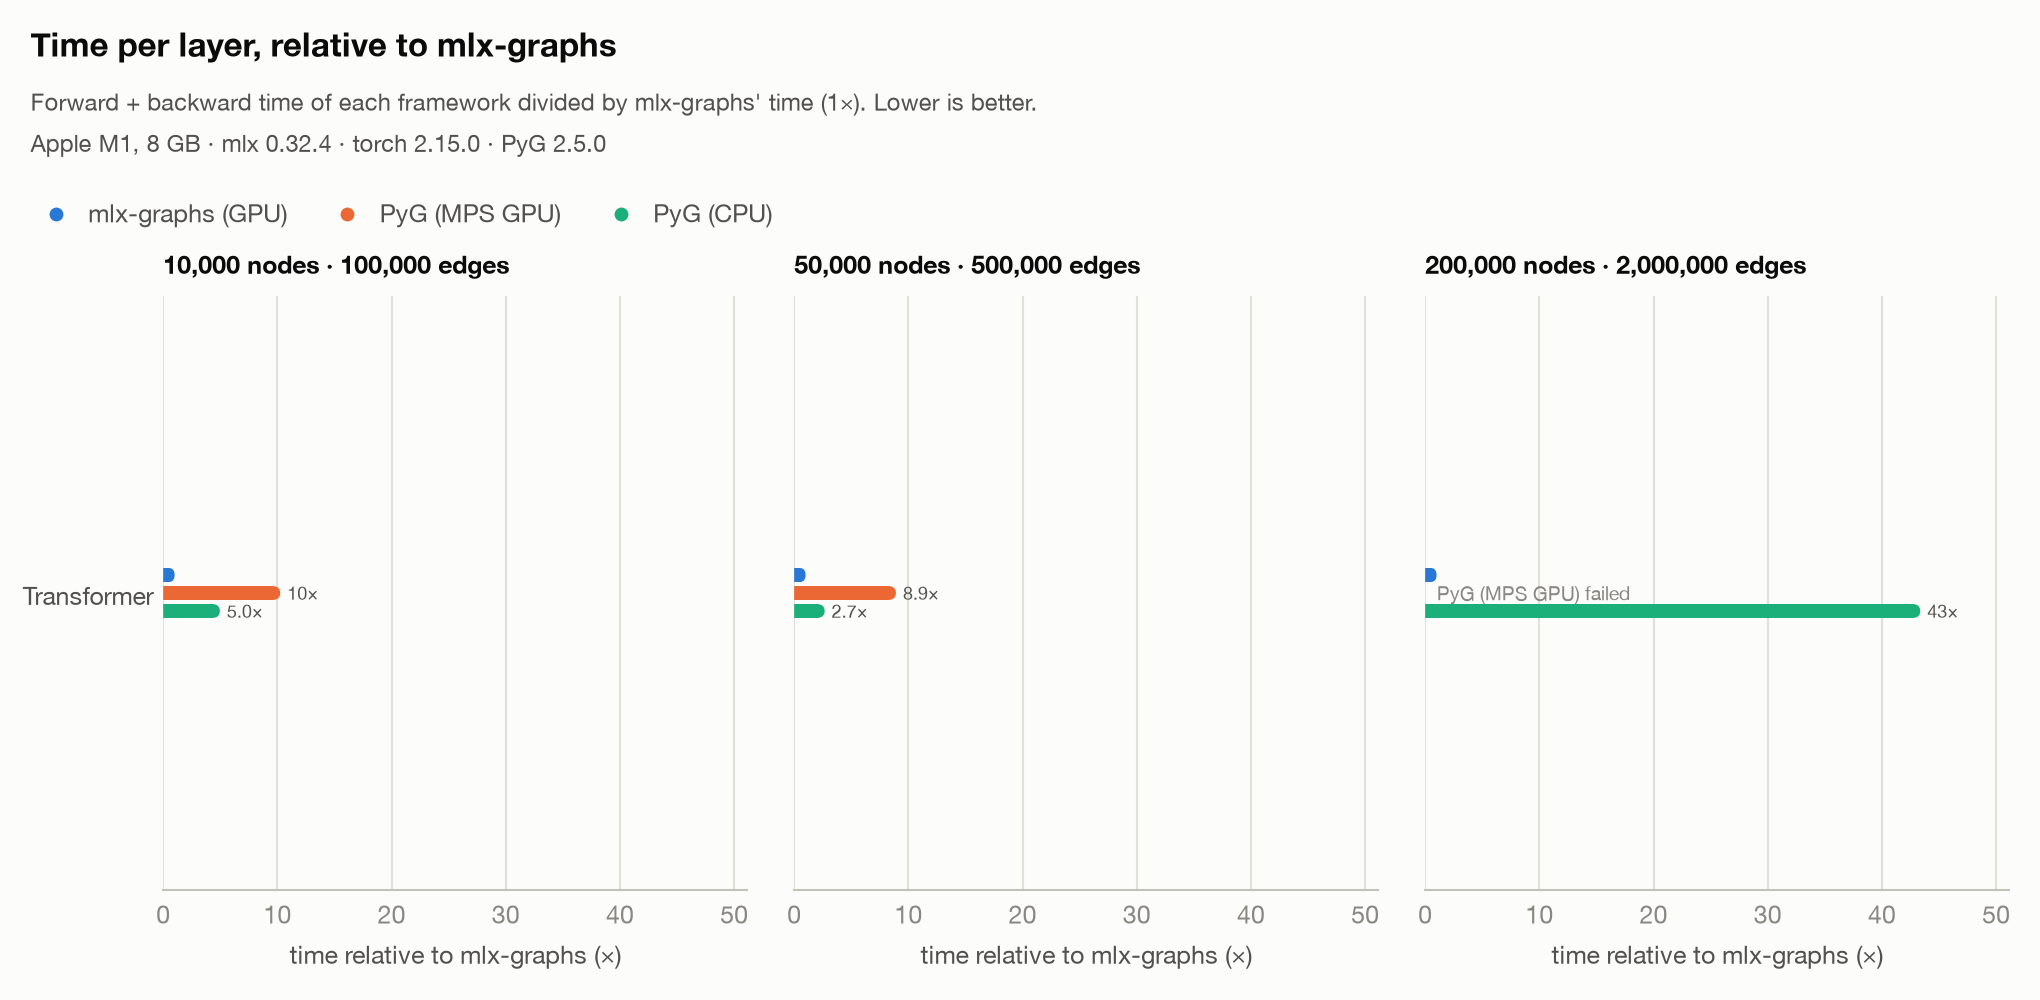 Time per layer, relative to mlx-graphs
Forward + backward time of each framework divided by mlx-graphs' time (1×). Lower is better.
Apple M1, 8 GB · mlx 0.32.4 · torch 2.15.0 · PyG 2.5.0
mlx-graphs (GPU) PyG (MPS GPU) PyG (CPU)
10,000 nodes · 100,000 edges
50,000 nodes · 500,000 edges
200,000 nodes · 2,000,000 edges
Transformer
10×
5.0×
8.9×
2.7×
PyG (MPS GPU) failed
43×
0 10 20 30 40 50
0 10 20 30 40 50
0 10 20 30 40 50
time relative to mlx-graphs (×)
time relative to mlx-graphs (×)
time relative to mlx-graphs (×)